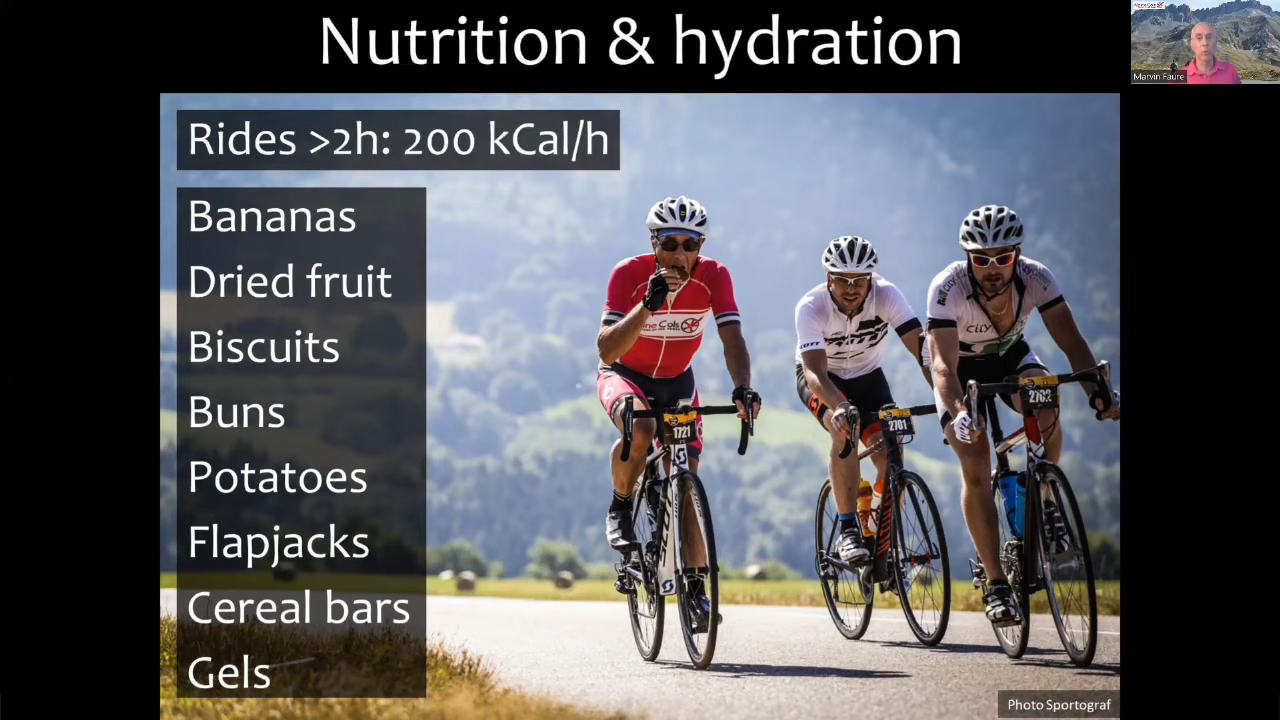 Nutrition & hydration
Marvin Faure
Rides >2h: 200 kCal/h
Bananas
Dried fruit
Biscuits
Buns
Potatoes
Flapjacks
Cereal bars
Gels
1721
2701
SCOTT
Photo Sportograf